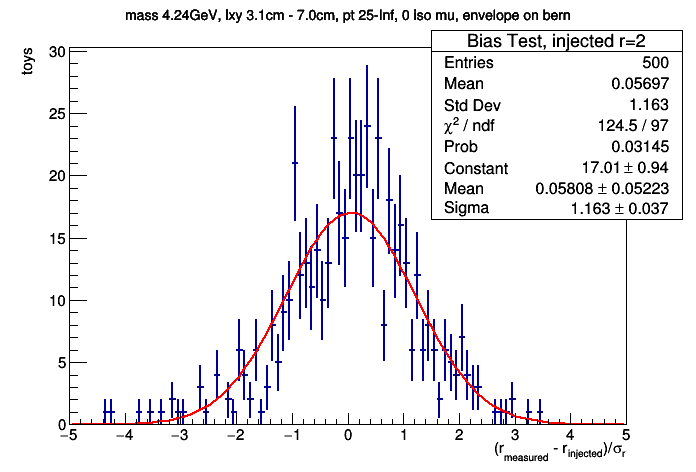 mass 4.24GeV, lxy 3.1cm - 7.0cm, pt 25-Inf, 0 Iso mu, envelope on bern
Bias Test, injected r=2
Entries 500
Mean 0.05697
Std Dev 1.163
χ² / ndf 124.5 / 97
Prob 0.03145
Constant 17.01 ± 0.94
Mean 0.05808 ± 0.05223
Sigma 1.163 ± 0.037
toys
30
25
20
15
10
5
0
−5 −4 −3 −2 −1 0 1 2 3 4 5
(r_measured - r_injected)/σ_r